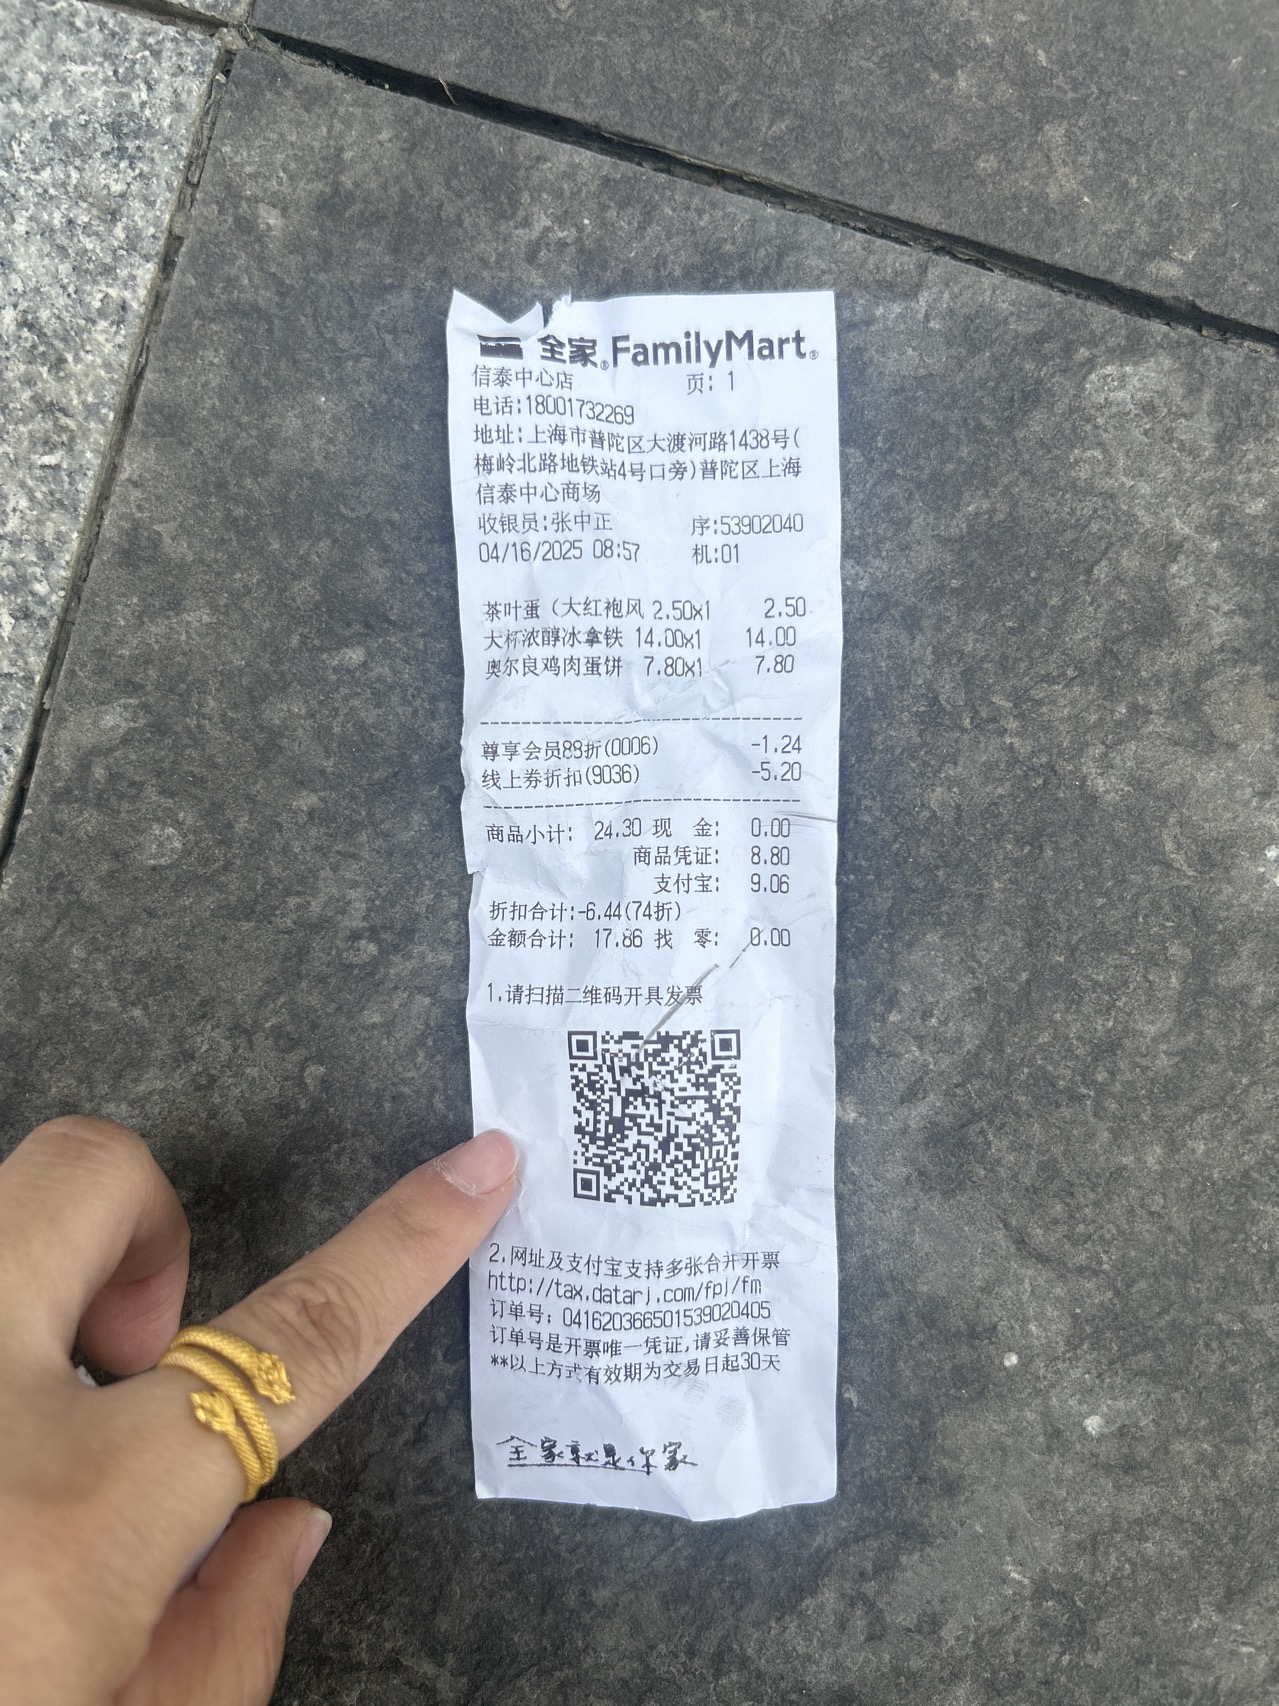 全家® FamilyMart®
信泰中心店 页: 1
电话:18001732269
地址:上海市普陀区大渡河路1438号(
梅岭北路地铁站4号口旁)普陀区上海
信泰中心商场
收银员:张中正 序:53902040
04/16/2025 08:57 机:01
茶叶蛋（大红袍风 2.50x1 2.50
大杯浓醇冰拿铁 14.00x1 14.00
奥尔良鸡肉蛋饼 7.80x1 7.80
尊享会员88折(0006) -1.24
线上券折扣(9036) -5.20
商品小计: 24.30 现 金: 0.00
商品凭证: 8.80
支付宝: 9.06
折扣合计:-6.44(74折)
金额合计: 17.86 找 零: 0.00
1.请扫描二维码开具发票
2.网址及支付宝支持多张合并开票
http://tax.datarj.com/fpj/fm
订单号: 041620366501539020405
订单号是开票唯一凭证,请妥善保管
**以上方式有效期为交易日起30天
全家就是你家